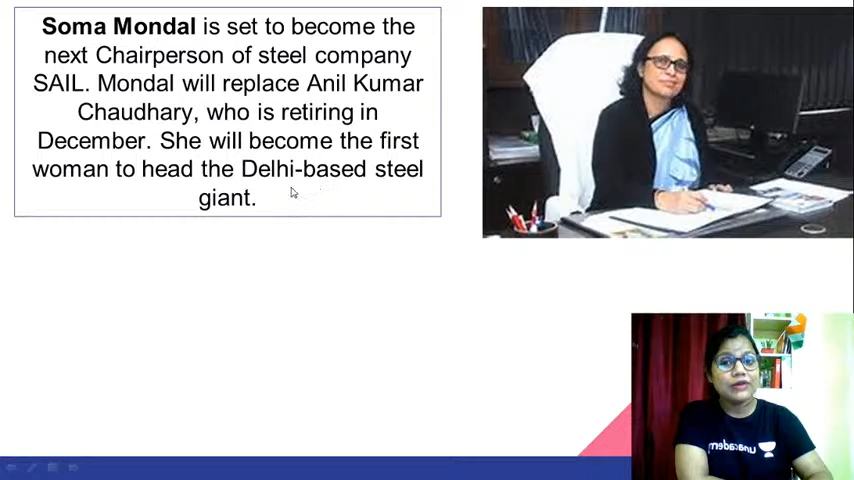 Soma Mondal is set to become the
next Chairperson of steel company
SAIL. Mondal will replace Anil Kumar
Chaudhary, who is retiring in
December. She will become the first
woman to head the Delhi-based steel
giant.
unacademy